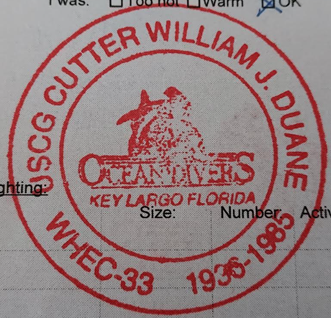 I was: Too hot Warm OK
USCG CUTTER WILLIAM J. DUANE
OCEAN DIVERS
KEY LARGO FLORIDA
ghting:
Size: Number: Activ
WHEC-33 1936-1985